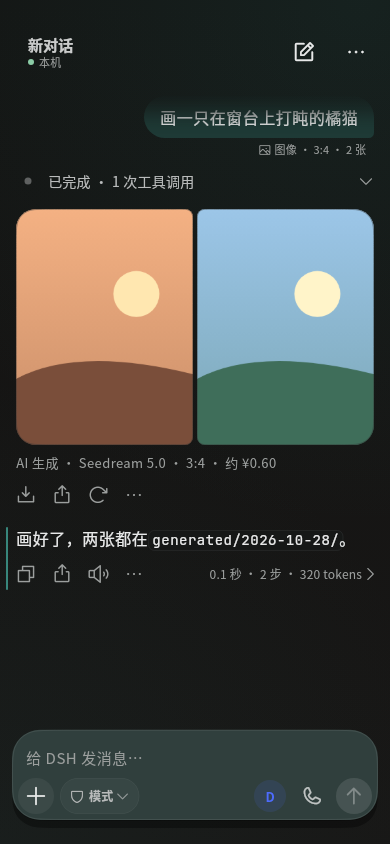 新对话
本机
画一只在窗台上打盹的橘猫
图像 · 3:4 · 2 张
已完成 · 1 次工具调用
AI 生成 · Seedream 5.0 · 3:4 · 约 ¥0.60
画好了，两张都在 generated/2026-10-28/。
0.1 秒 · 2 步 · 320 tokens
给 DSH 发消息…
模式
D